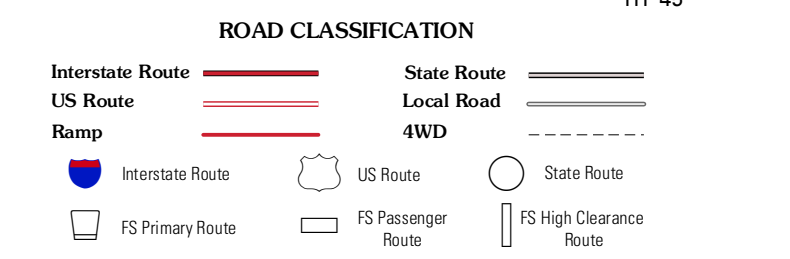 ROAD CLASSIFICATION
Interstate Route
State Route
US Route
Local Road
Ramp
4WD
Interstate Route
US Route
State Route
FS Primary Route
FS Passenger
Route
FS High Clearance
Route